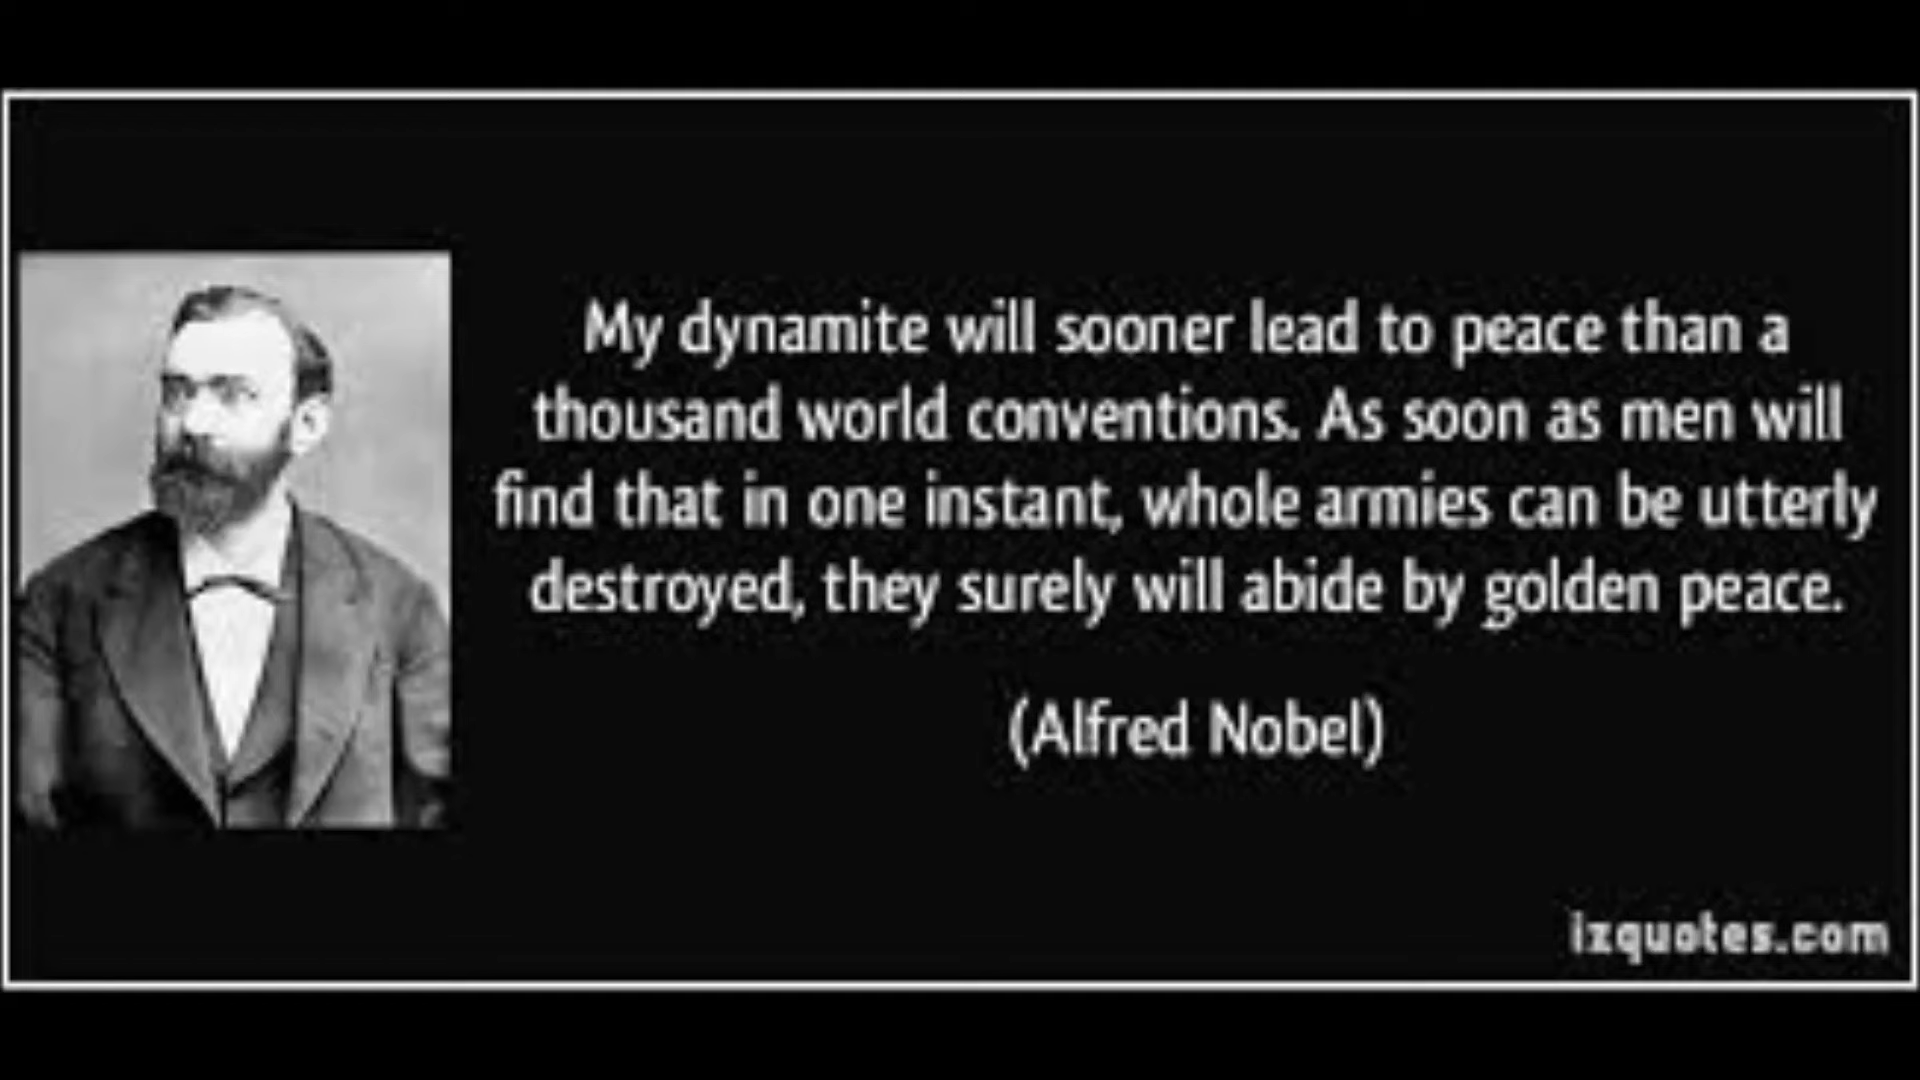 My dynamite will sooner lead to peace than a
thousand world conventions. As soon as men will
find that in one instant, whole armies can be utterly
destroyed, they surely will abide by golden peace.
(Alfred Nobel)
izquotes.com